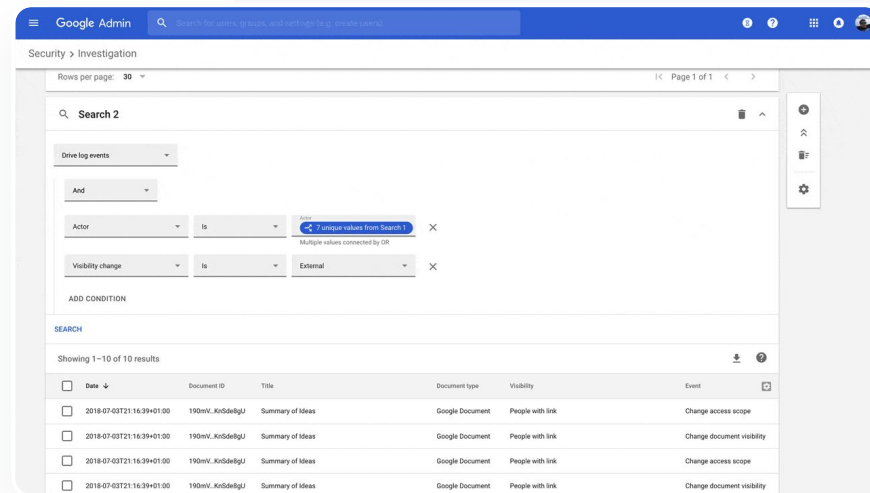 Google Admin
Search for users, groups, and settings (e.g. create users)
Security > Investigation
Rows per page: 30
Page 1 of 1
Search 2
Drive log events
And
Actor Is Actor 7 unique values from Search 1
Multiple values connected by OR
Visibility change Is External
ADD CONDITION
SEARCH
Showing 1–10 of 10 results
Date Document ID Title Document type Visibility Event
2018-07-03T21:16:39+01:00 190mV...KnSde8gU Summary of Ideas Google Document People with link Change access scope
2018-07-03T21:16:39+01:00 190mV...KnSde8gU Summary of Ideas Google Document People with link Change document visibility
2018-07-03T21:16:39+01:00 190mV...KnSde8gU Summary of Ideas Google Document People with link Change access scope
2018-07-03T21:16:39+01:00 190mV...KnSde8gU Summary of Ideas Google Document People with link Change document visibility